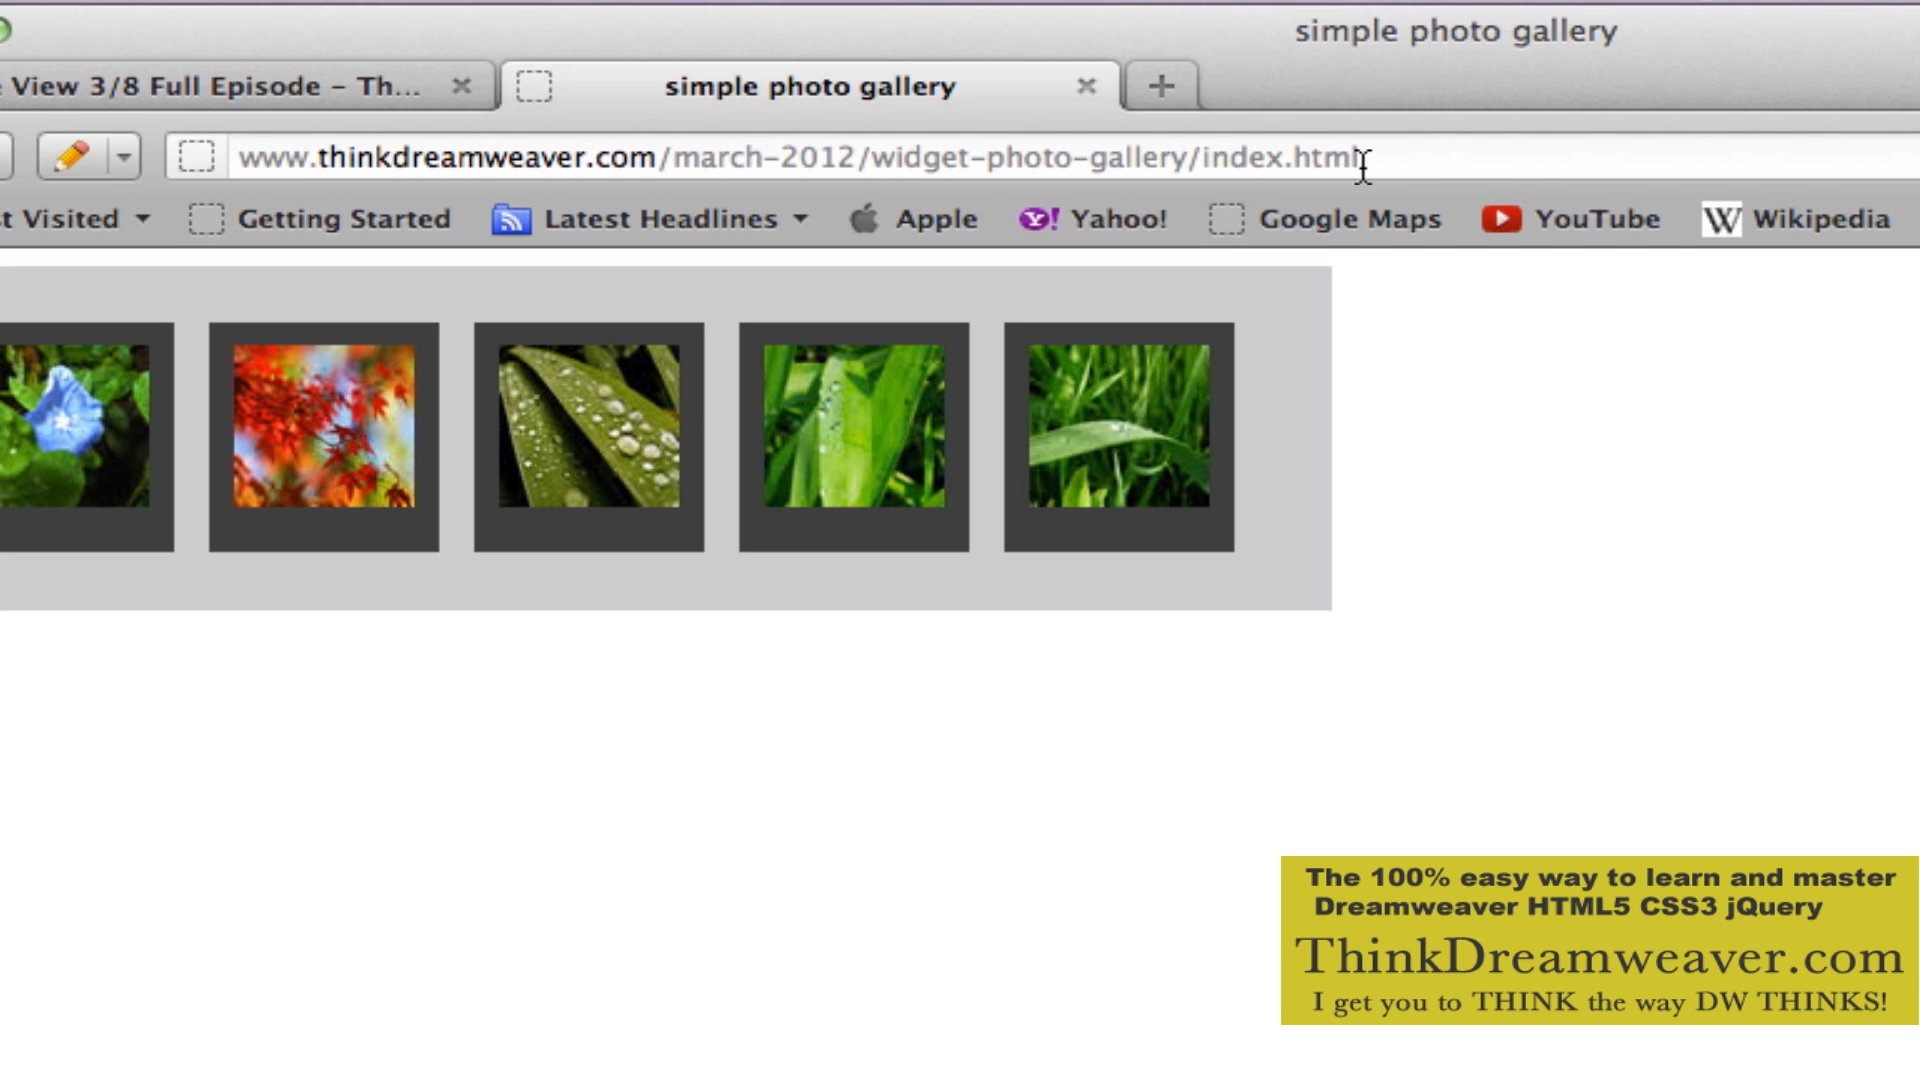 simple photo gallery
View 3/8 Full Episode – Th...
simple photo gallery
www.thinkdreamweaver.com/march-2012/widget-photo-gallery/index.html
t Visited
Getting Started
Latest Headlines
Apple
Yahoo!
Google Maps
YouTube
W Wikipedia
The 100% easy way to learn and master
Dreamweaver HTML5 CSS3 jQuery
ThinkDreamweaver.com
I get you to THINK the way DW THINKS!